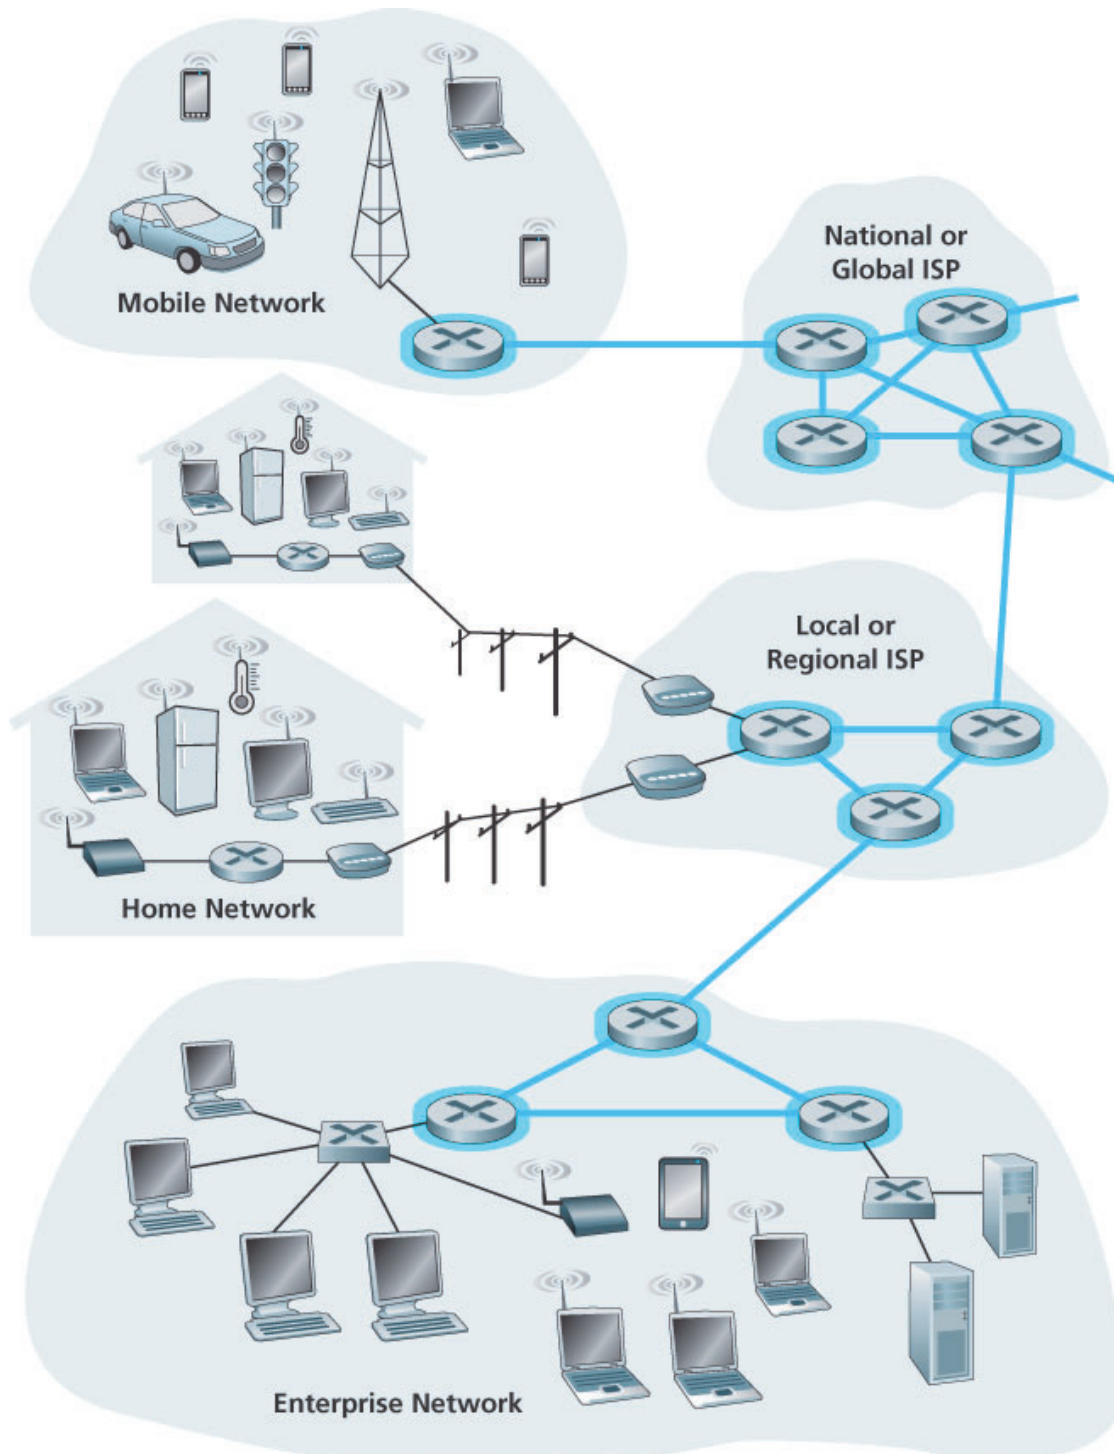 National or
Global ISP
Mobile Network
Local or
Regional ISP
Home Network
Enterprise Network